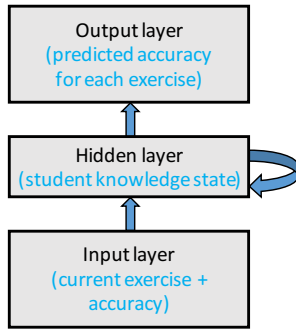 Output layer
(predicted accuracy
for each exercise)
Hidden layer
(student knowledge state)
Input layer
(current exercise +
accuracy)